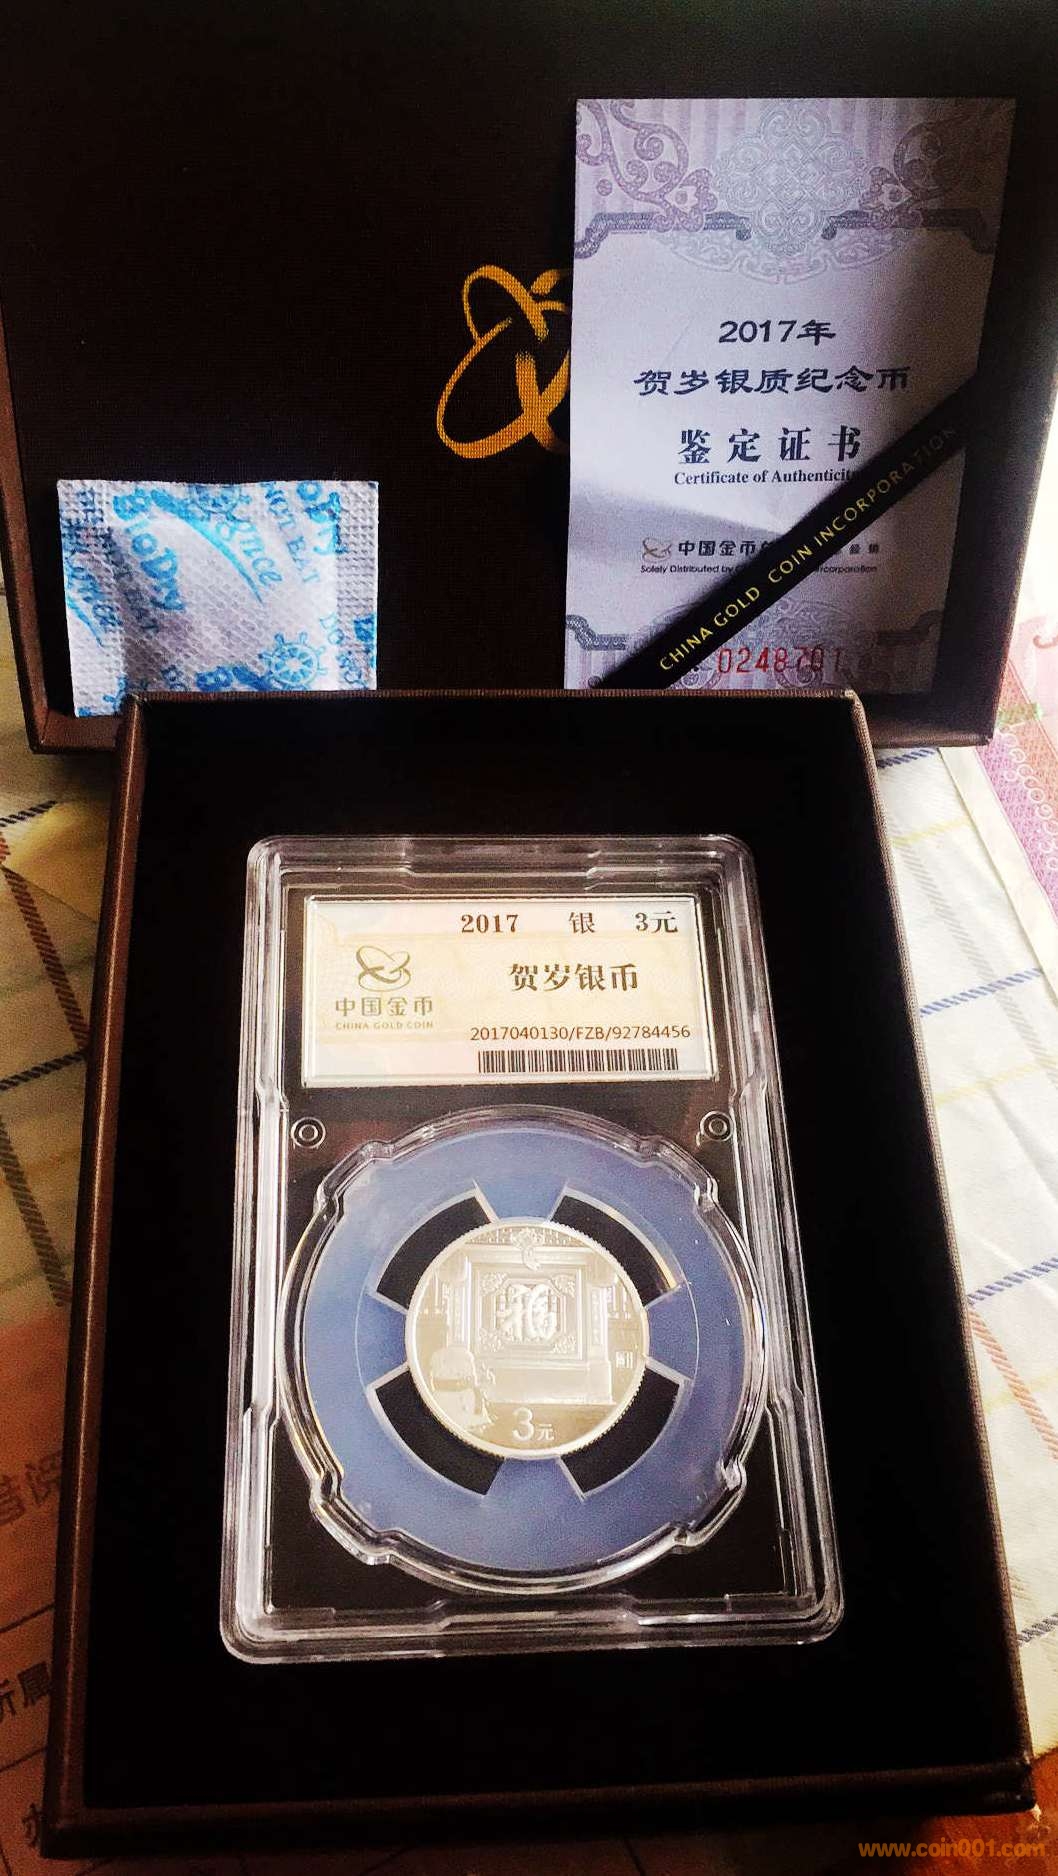 2017年
贺岁银质纪念币
鉴定证书
Certificate of Authenticity
中国金币
Solely Distributed by
CHINA GOLD COIN INCORPORATION
0248701
BioDry
2017 银 3元
贺岁银币
中国金币
CHINA GOLD COIN
2017040130/FZB/92784456
福
3元
www.coin001.com